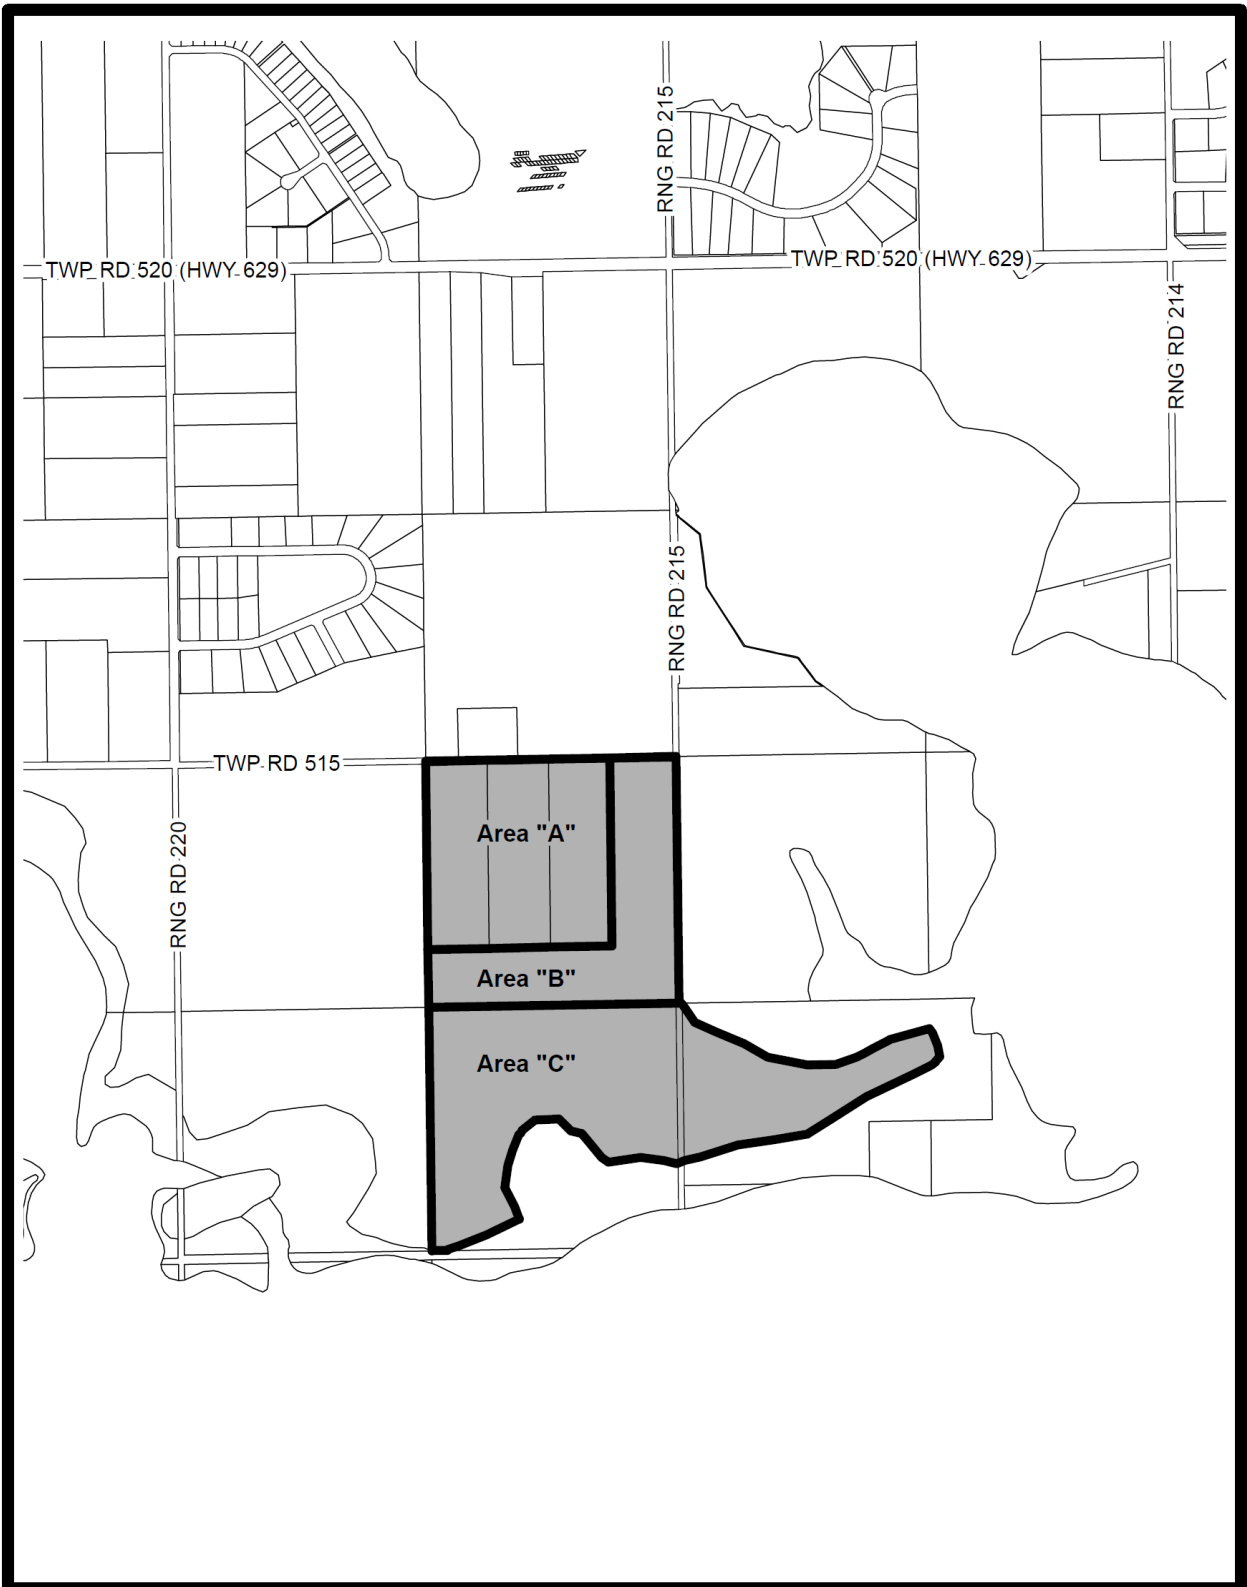 RNG RD 215
TWP RD 520 (HWY 629)
TWP RD 520 (HWY 629)
RNG RD 214
RNG RD 215
TWP RD 515
Area "A"
RNG RD 220
Area "B"
Area "C"